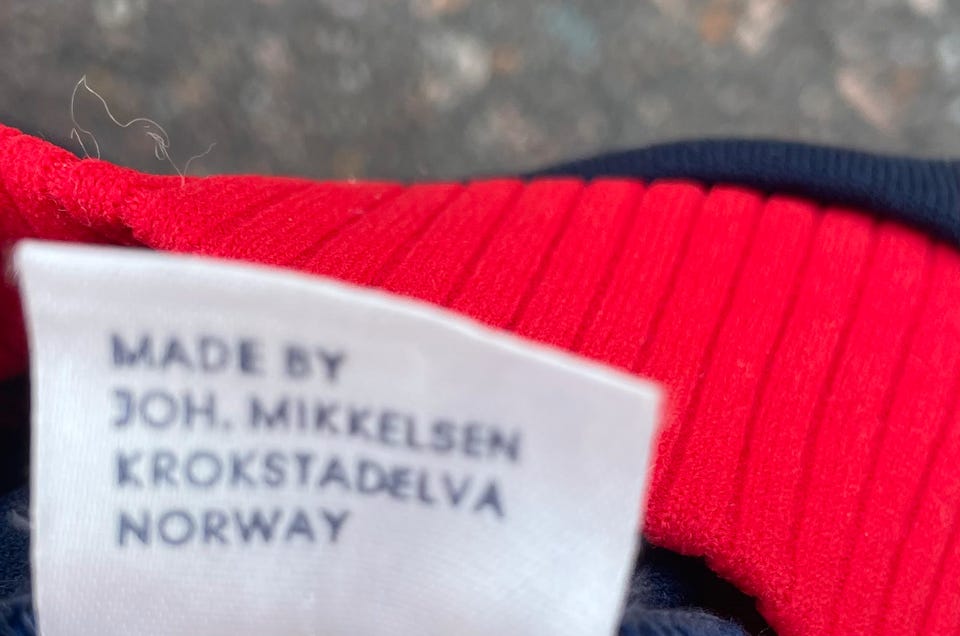 MADE BY
JOH. MIKKELSEN
KROKSTADELVA
NORWAY